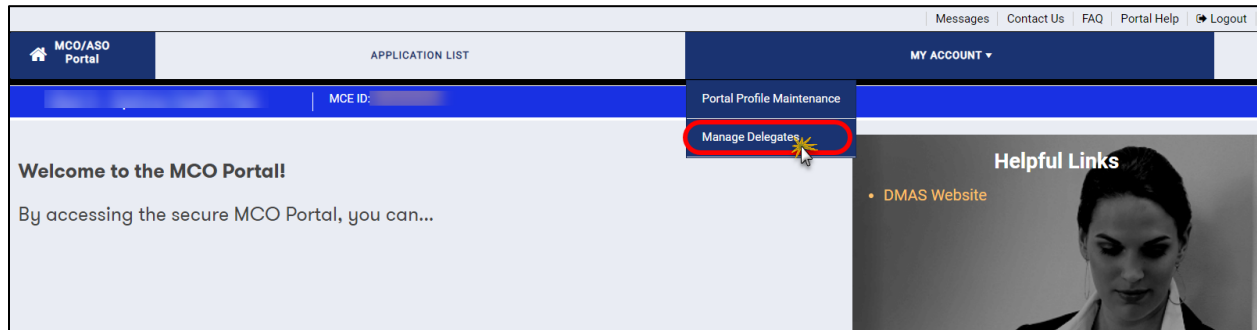 Messages Contact Us FAQ Portal Help Logout
MCO/ASO
Portal
APPLICATION LIST
MY ACCOUNT
MCE ID:
Portal Profile Maintenance
Manage Delegates
Welcome to the MCO Portal!
By accessing the secure MCO Portal, you can...
Helpful Links
• DMAS Website